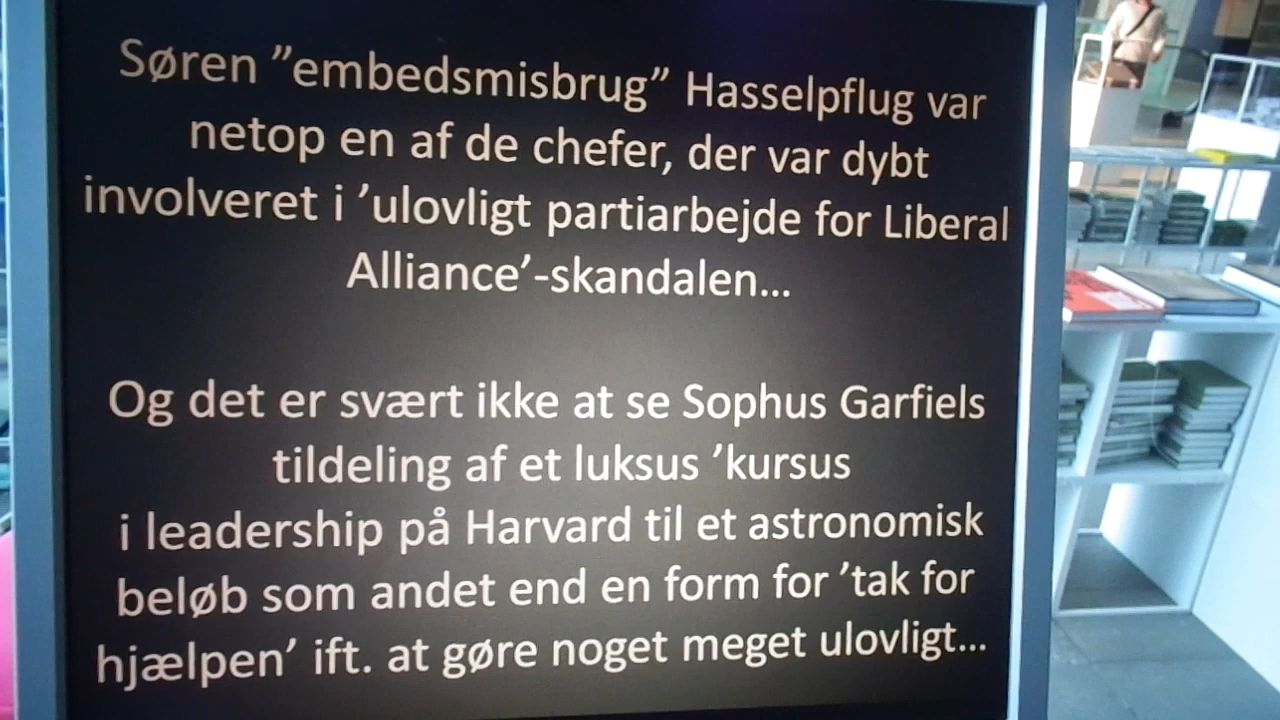 Søren ”embedsmisbrug” Hasselpflug var
netop en af de chefer, der var dybt
involveret i ’ulovligt partiarbejde for Liberal
Alliance’-skandalen...
Og det er svært ikke at se Sophus Garfiels
tildeling af et luksus ’kursus
i leadership på Harvard til et astronomisk
beløb som andet end en form for ’tak for
hjælpen’ ift. at gøre noget meget ulovligt...